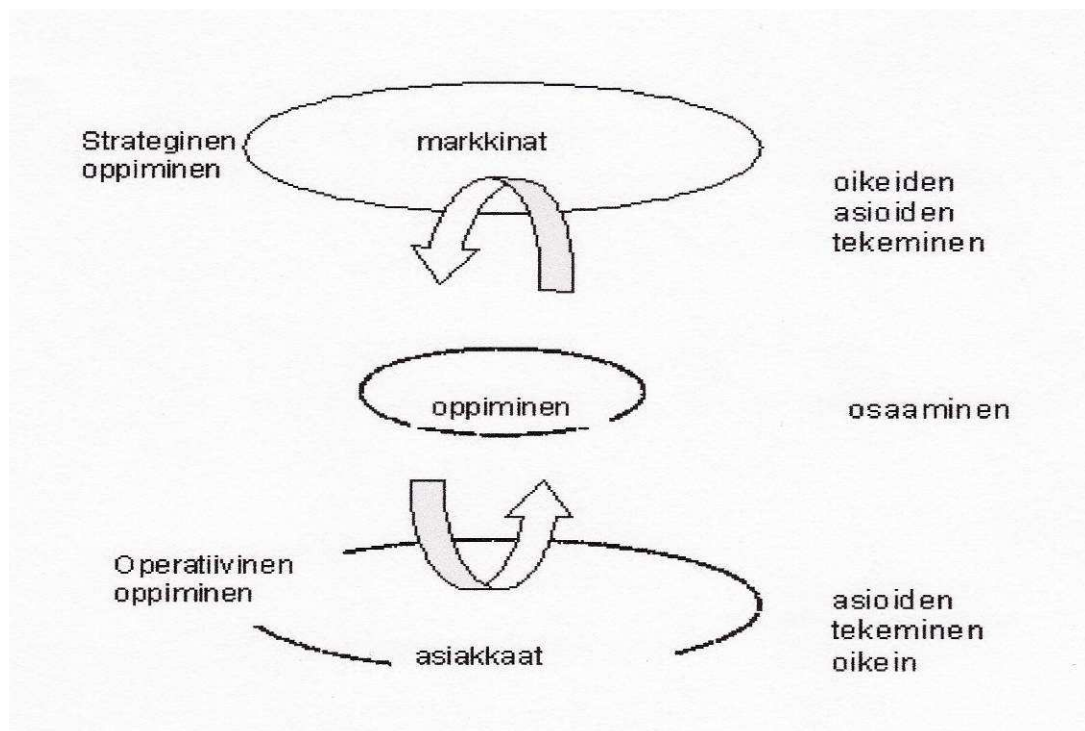 Strateginen
oppiminen
markkinat
oikeiden
asioiden
tekeminen
oppiminen
osaaminen
Operatiivinen
oppiminen
asiakkaat
asioiden
tekeminen
oikein